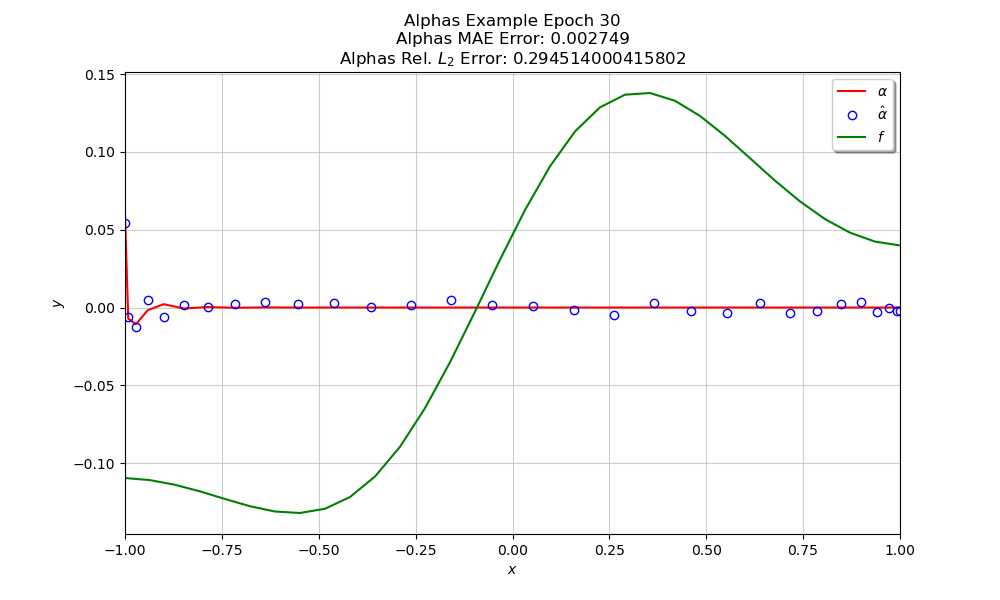 Alphas Example Epoch 30
Alphas MAE Error: 0.002749
Alphas Rel. $L_2$ Error: 0.294514000415802
0.15
0.10
0.05
0.00
−0.05
−0.10
y
α
α̂
f
−1.00 −0.75 −0.50 −0.25 0.00 0.25 0.50 0.75 1.00
x